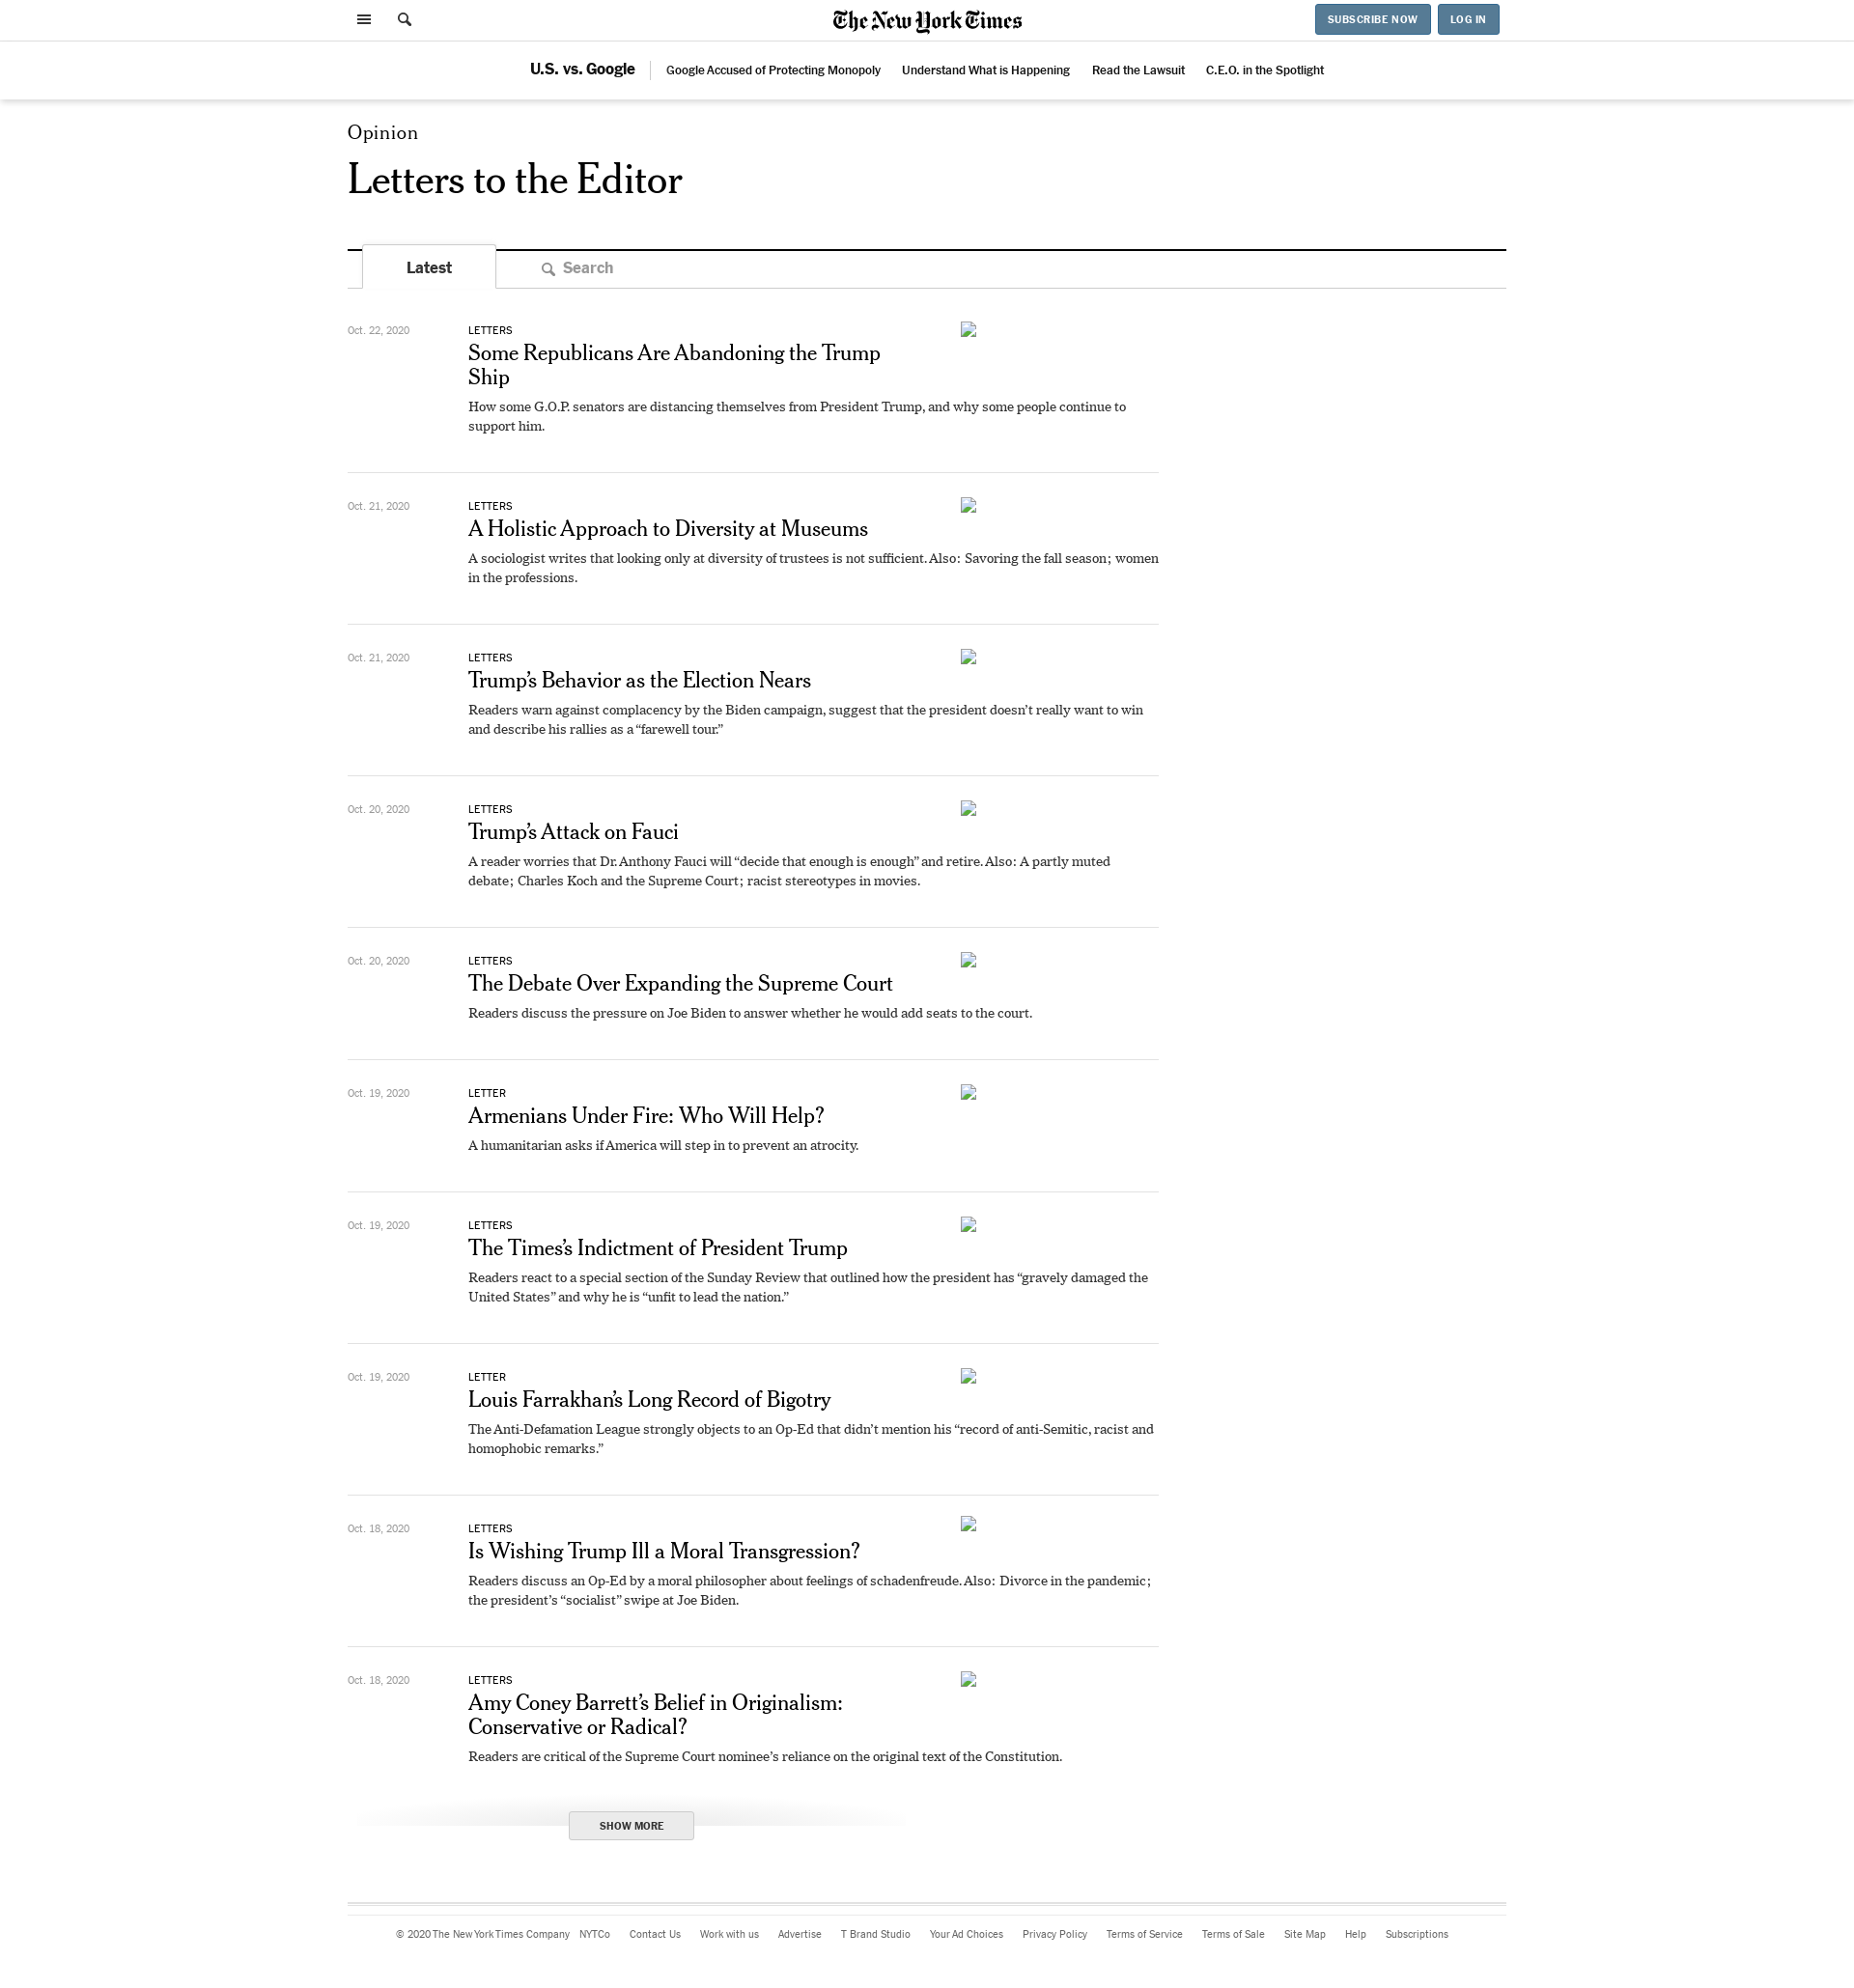 The New York Times
SUBSCRIBE NOW
LOG IN
U.S. vs. Google
Google Accused of Protecting Monopoly
Understand What is Happening
Read the Lawsuit
C.E.O. in the Spotlight
Opinion
Letters to the Editor
Latest
Search
Oct. 22, 2020
LETTERS
Some Republicans Are Abandoning the Trump
Ship
How some G.O.P. senators are distancing themselves from President Trump, and why some people continue to
support him.
Oct. 21, 2020
LETTERS
A Holistic Approach to Diversity at Museums
A sociologist writes that looking only at diversity of trustees is not sufficient. Also: Savoring the fall season; women
in the professions.
Oct. 21, 2020
LETTERS
Trump’s Behavior as the Election Nears
Readers warn against complacency by the Biden campaign, suggest that the president doesn’t really want to win
and describe his rallies as a “farewell tour.”
Oct. 20, 2020
LETTERS
Trump’s Attack on Fauci
A reader worries that Dr. Anthony Fauci will “decide that enough is enough” and retire. Also: A partly muted
debate; Charles Koch and the Supreme Court; racist stereotypes in movies.
Oct. 20, 2020
LETTERS
The Debate Over Expanding the Supreme Court
Readers discuss the pressure on Joe Biden to answer whether he would add seats to the court.
Oct. 19, 2020
LETTER
Armenians Under Fire: Who Will Help?
A humanitarian asks if America will step in to prevent an atrocity.
Oct. 19, 2020
LETTERS
The Times’s Indictment of President Trump
Readers react to a special section of the Sunday Review that outlined how the president has “gravely damaged the
United States” and why he is “unfit to lead the nation.”
Oct. 19, 2020
LETTER
Louis Farrakhan’s Long Record of Bigotry
The Anti-Defamation League strongly objects to an Op-Ed that didn’t mention his “record of anti-Semitic, racist and
homophobic remarks.”
Oct. 18, 2020
LETTERS
Is Wishing Trump Ill a Moral Transgression?
Readers discuss an Op-Ed by a moral philosopher about feelings of schadenfreude. Also: Divorce in the pandemic;
the president’s “socialist” swipe at Joe Biden.
Oct. 18, 2020
LETTERS
Amy Coney Barrett’s Belief in Originalism:
Conservative or Radical?
Readers are critical of the Supreme Court nominee’s reliance on the original text of the Constitution.
SHOW MORE
© 2020 The New York Times Company NYTCo Contact Us Work with us Advertise T Brand Studio Your Ad Choices Privacy Policy Terms of Service Terms of Sale Site Map Help Subscriptions